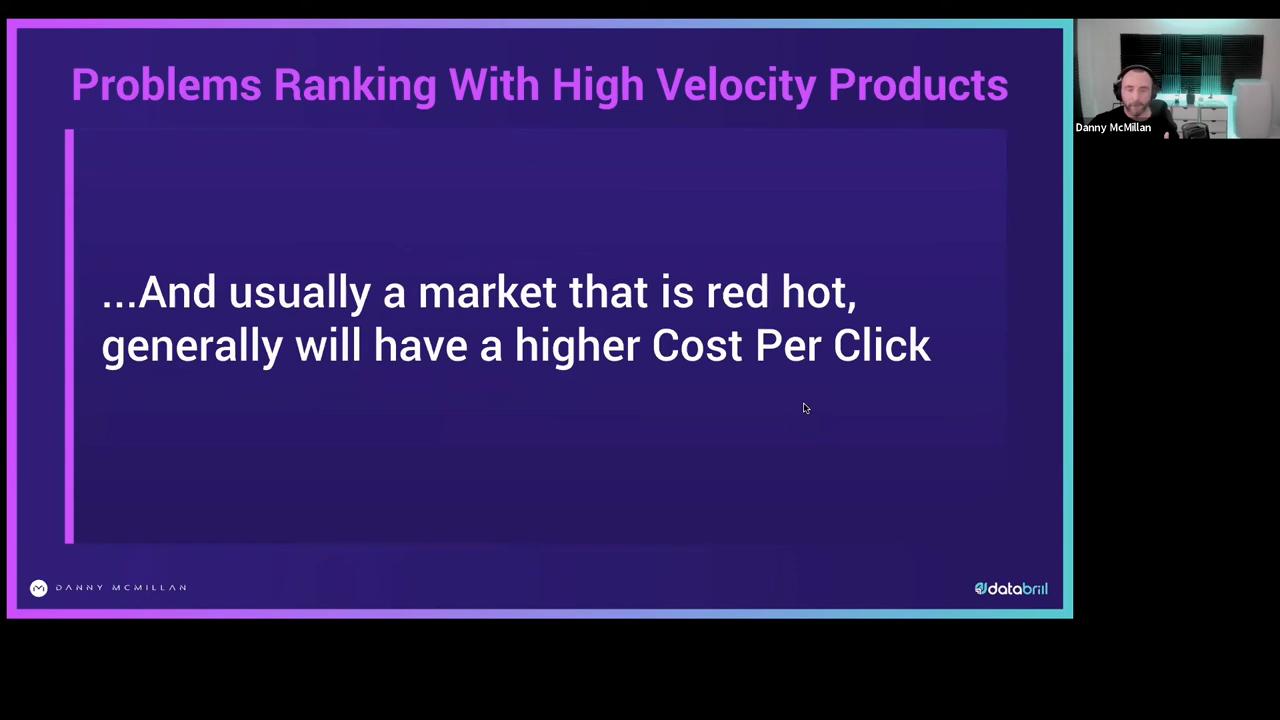 Problems Ranking With High Velocity Products
...And usually a market that is red hot,
generally will have a higher Cost Per Click
DANNY MCMILLAN
databrill
Danny McMillan